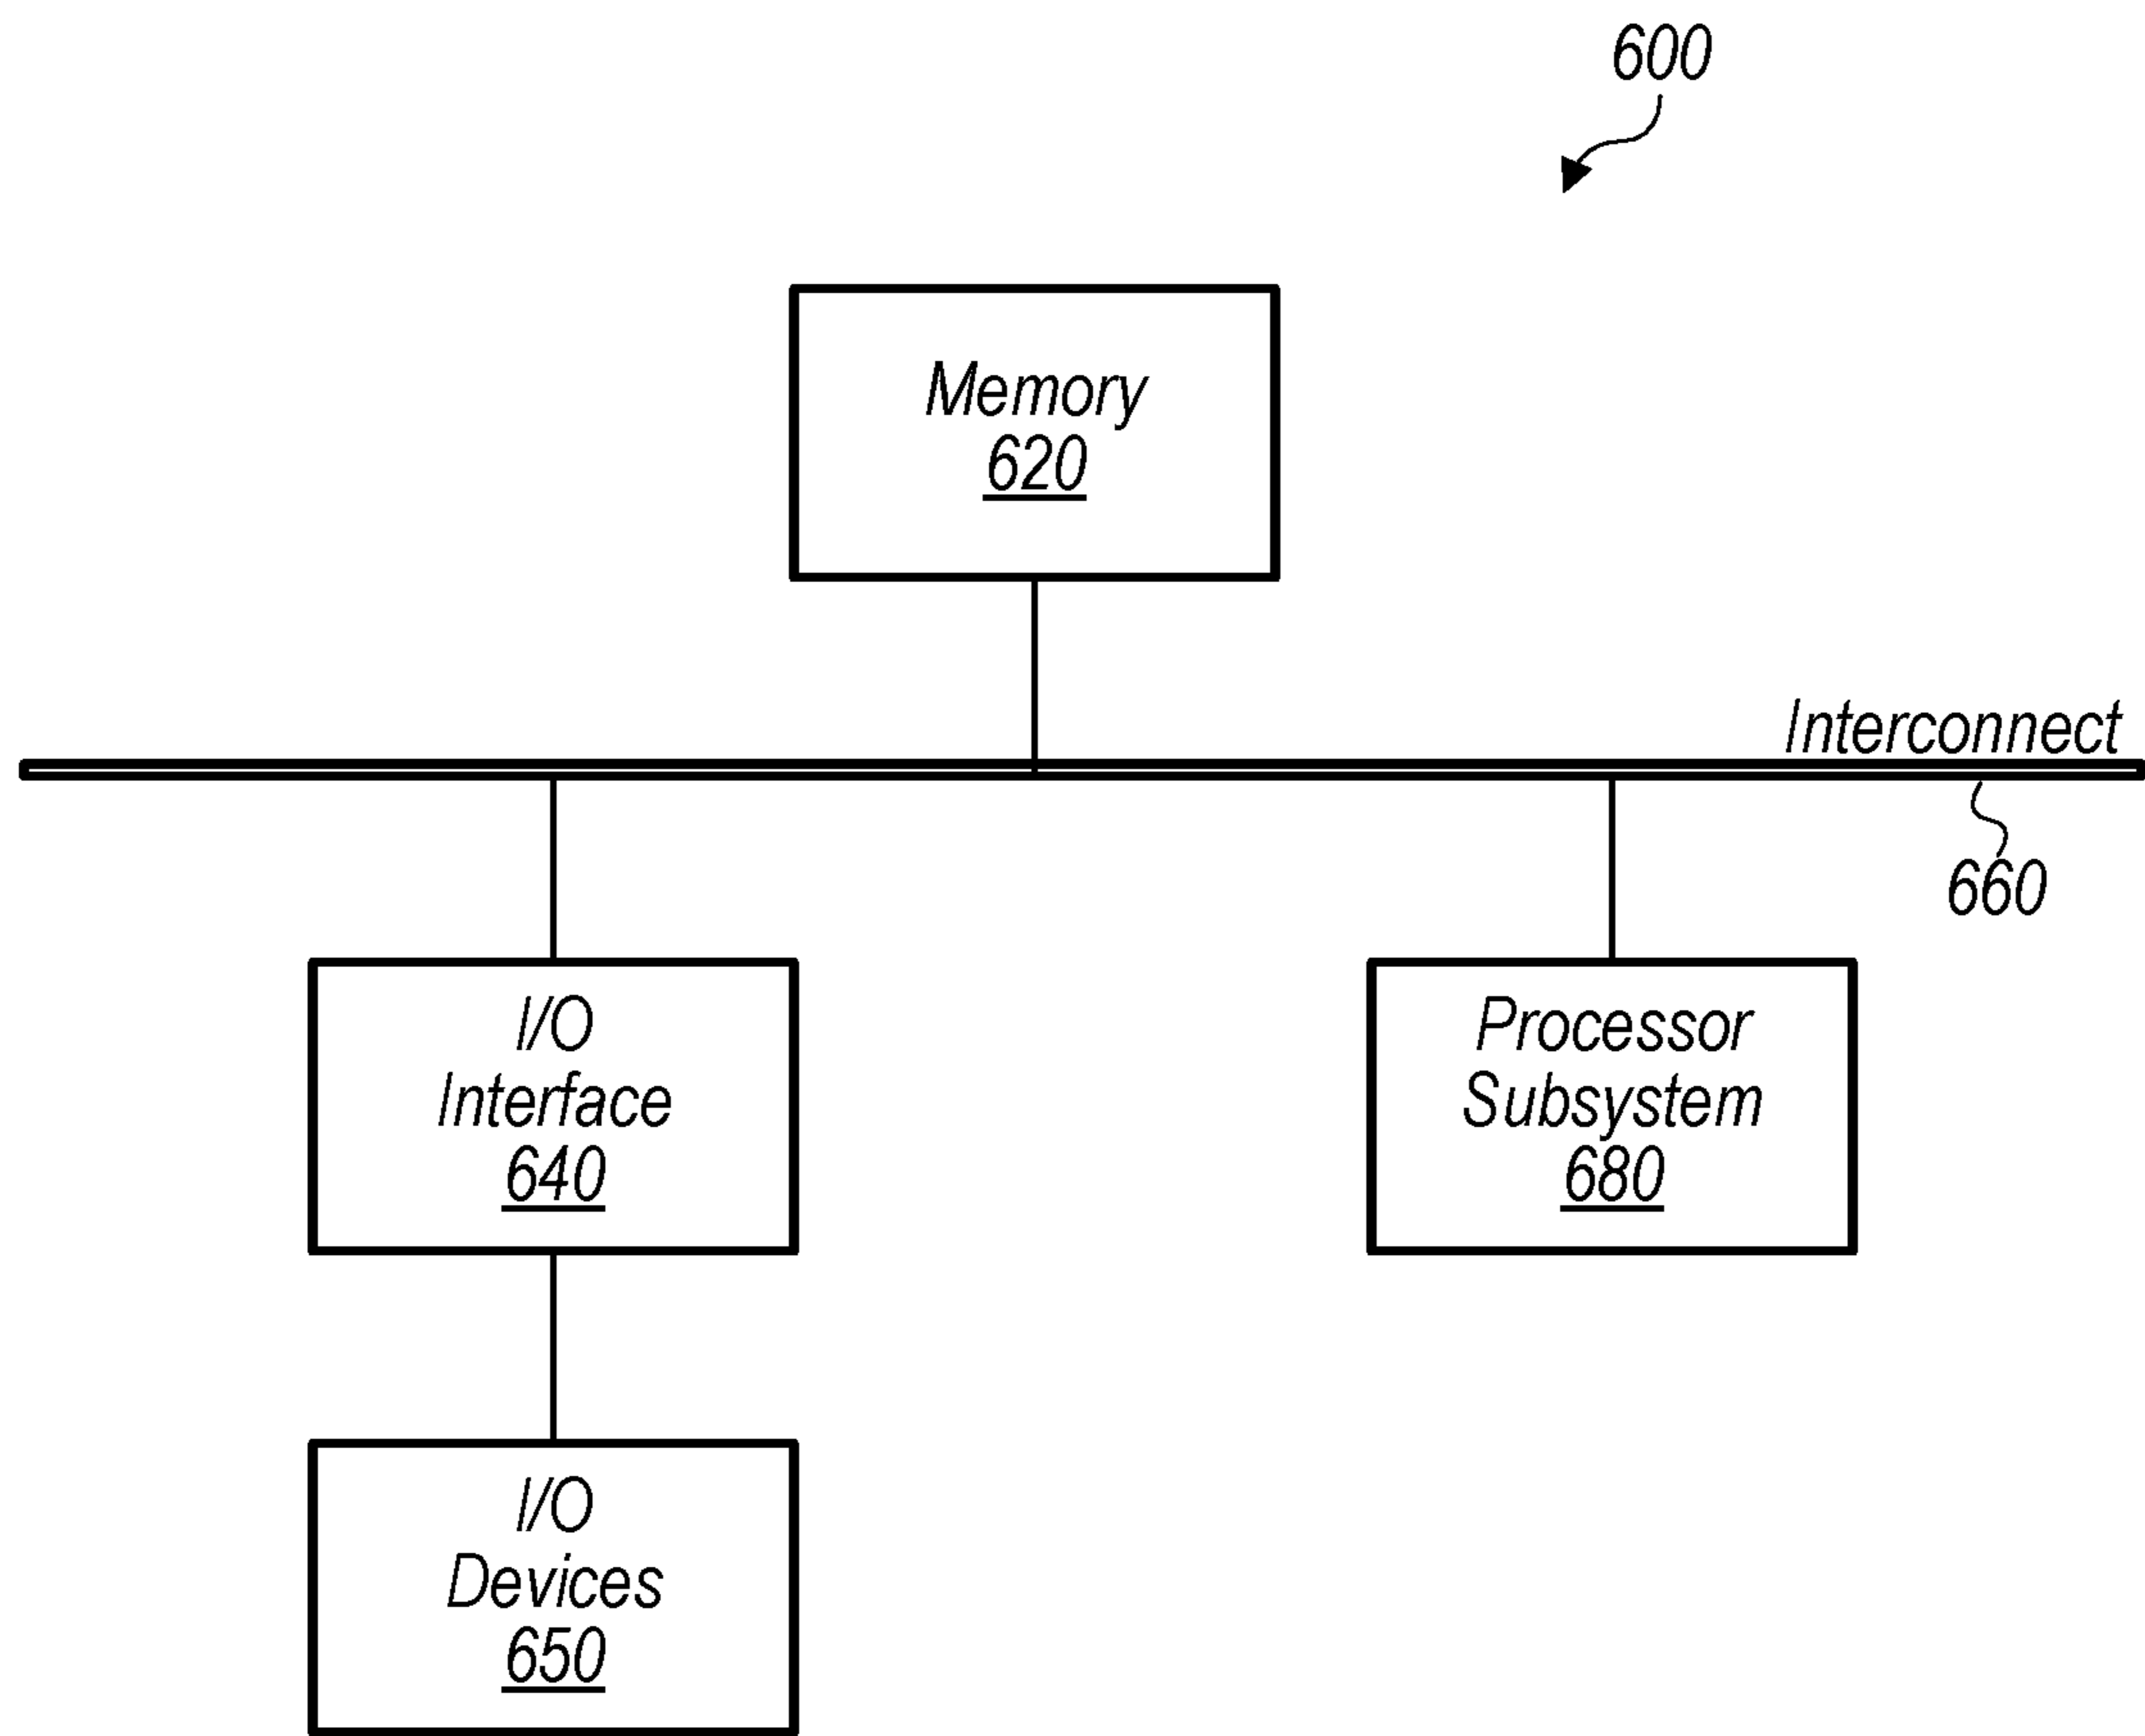 600
Memory
620
Interconnect
660
I/O
Interface
640
Processor
Subsystem
680
I/O
Devices
650